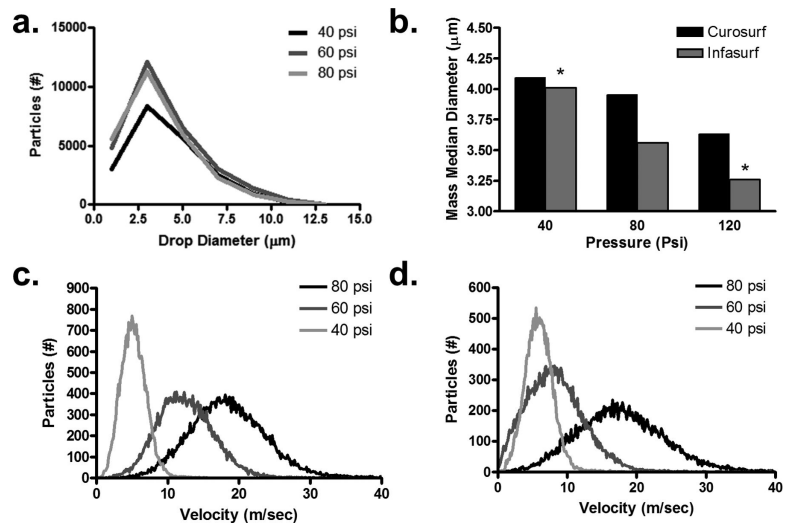 a.
40 psi
60 psi
80 psi
Particles (#)
15000
10000
5000
0
0.0 2.5 5.0 7.5 10.0 12.5 15.0
Drop Diameter (μm)
b.
Curosurf
Infasurf
Mass Median Diameter (μm)
4.50
4.25
4.00
3.75
3.50
3.25
3.00
*
*
40 80 120
Pressure (Psi)
c.
80 psi
60 psi
40 psi
Particles (#)
900
800
700
600
500
400
300
200
100
0
0 10 20 30 40
Velocity (m/sec)
d.
80 psi
60 psi
40 psi
Particles (#)
600
500
400
300
200
100
0
0 10 20 30 40
Velocity (m/sec)